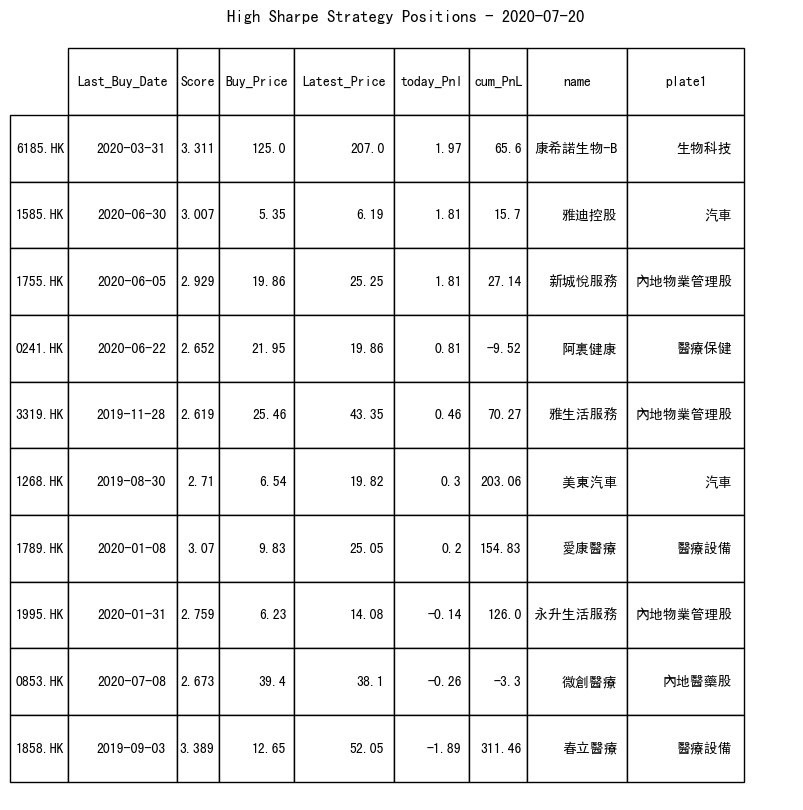 High Sharpe Strategy Positions - 2020-07-20
Last_Buy_Date Score Buy_Price Latest_Price today_Pnl cum_PnL name plate1
6185.HK 2020-03-31 3.311 125.0 207.0 1.97 65.6 康希諾生物-B 生物科技
1585.HK 2020-06-30 3.007 5.35 6.19 1.81 15.7 雅迪控股 汽車
1755.HK 2020-06-05 2.929 19.86 25.25 1.81 27.14 新城悅服務 內地物業管理股
0241.HK 2020-06-22 2.652 21.95 19.86 0.81 -9.52 阿裏健康 醫療保健
3319.HK 2019-11-28 2.619 25.46 43.35 0.46 70.27 雅生活服務 內地物業管理股
1268.HK 2019-08-30 2.71 6.54 19.82 0.3 203.06 美東汽車 汽車
1789.HK 2020-01-08 3.07 9.83 25.05 0.2 154.83 愛康醫療 醫療設備
1995.HK 2020-01-31 2.759 6.23 14.08 -0.14 126.0 永升生活服務 內地物業管理股
0853.HK 2020-07-08 2.673 39.4 38.1 -0.26 -3.3 微創醫療 內地醫藥股
1858.HK 2019-09-03 3.389 12.65 52.05 -1.89 311.46 春立醫療 醫療設備